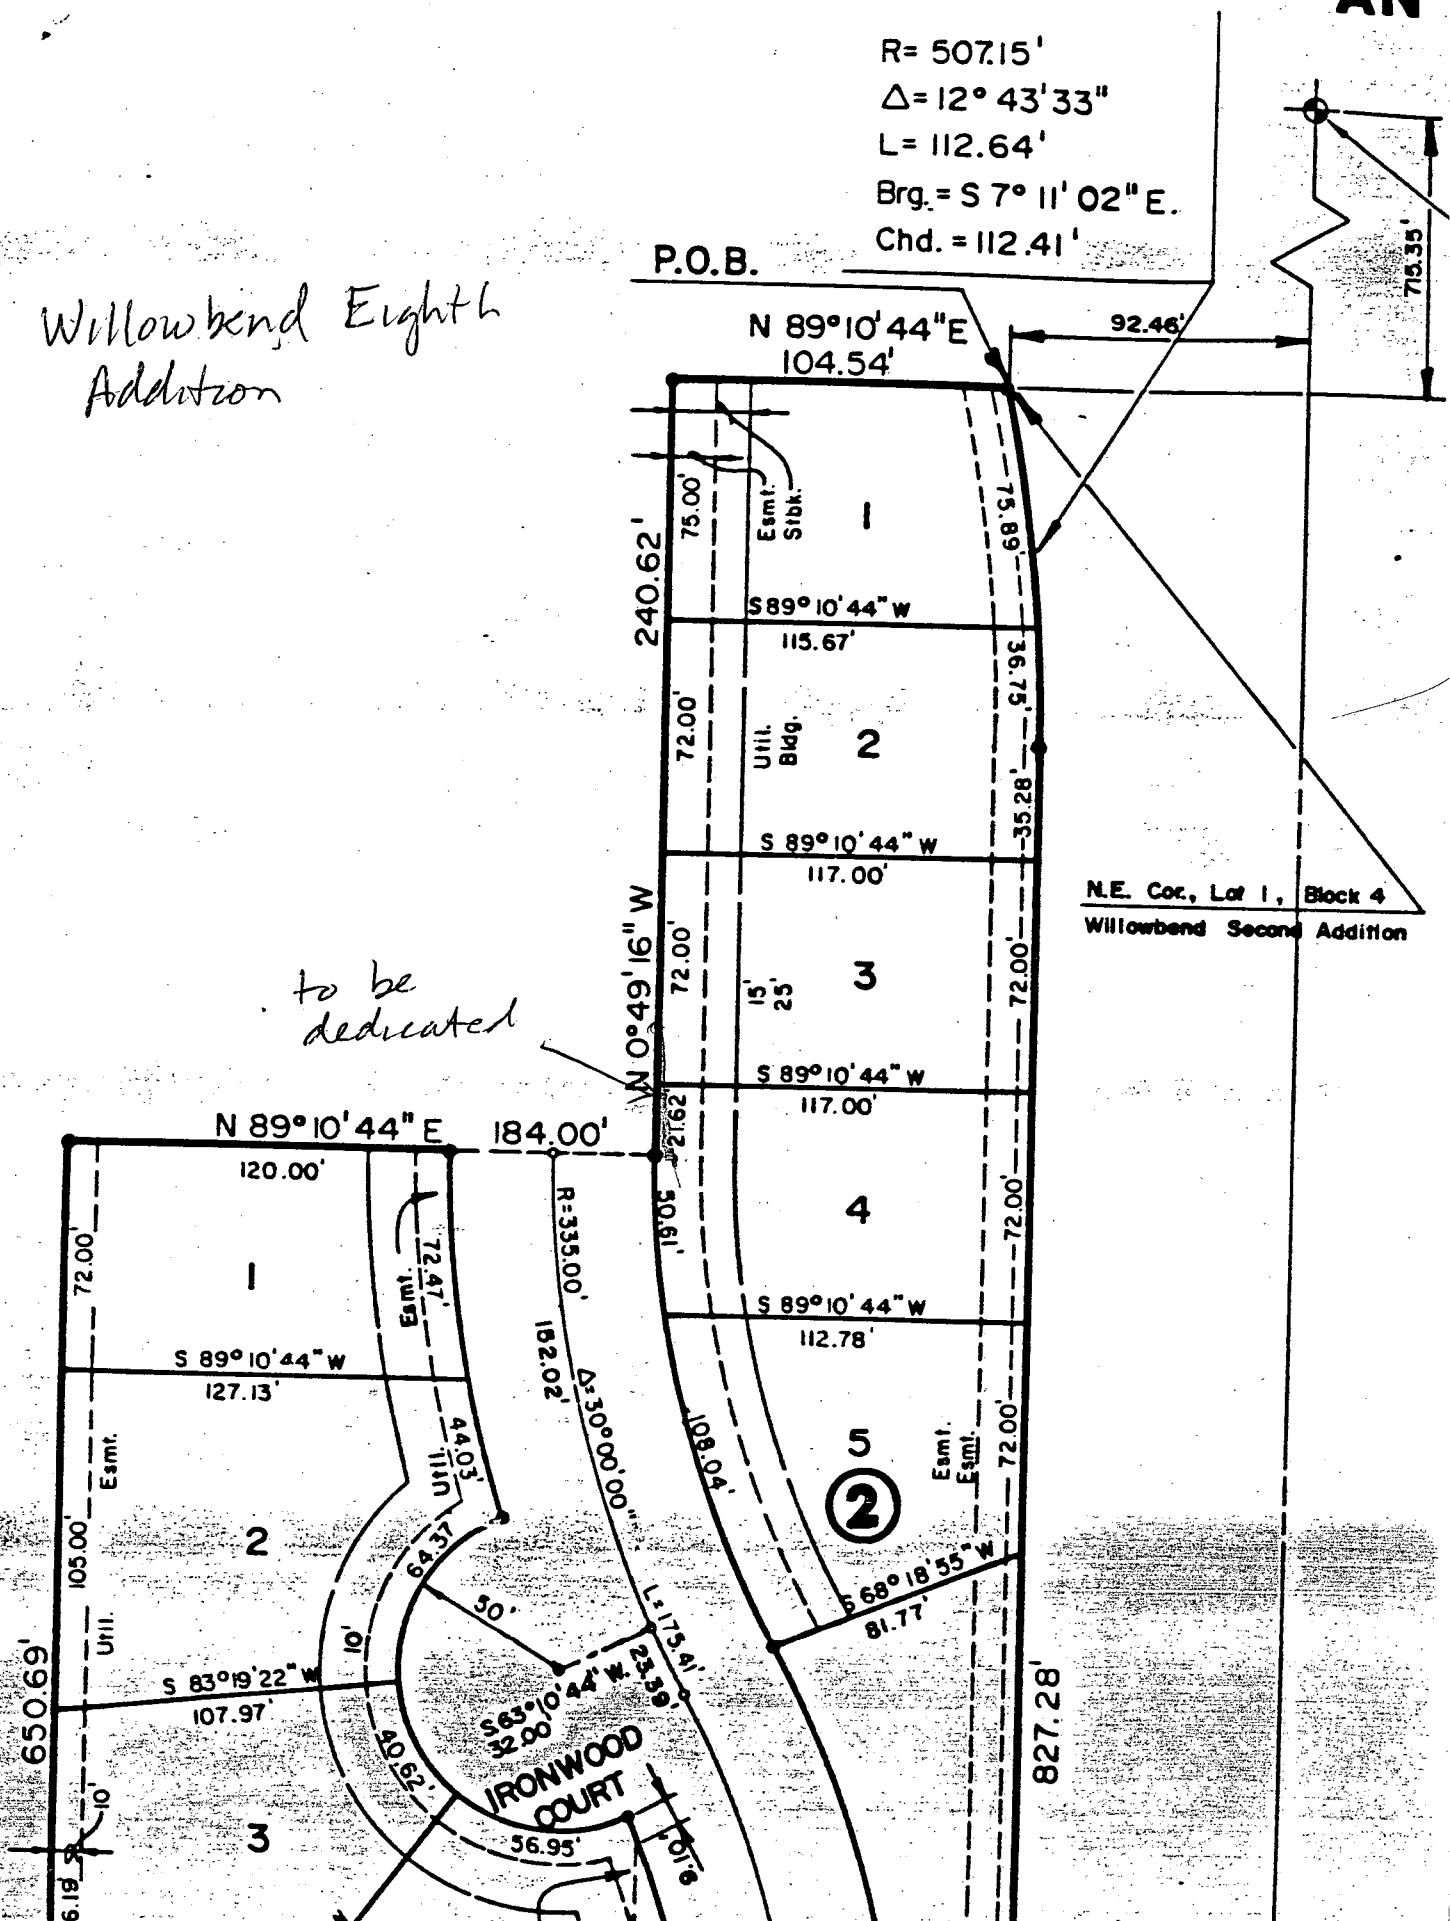 AN
R= 507.15'
Δ= 12° 43' 33"
L= 112.64'
Brg. = S 7° 11' 02" E.
Chd. = 112.41'
P.O.B.
715.35'
Willowbend Eighth
Addition
N 89° 10' 44" E
104.54'
92.46'
75.00'
Esmt.
Stbk.
1
75.89'
240.62'
S 89° 10' 44" W
115.67'
36.75'
72.00'
Util.
Bldg.
2
35.28'
S 89° 10' 44" W
117.00'
N.E. Cor., Lot 1, Block 4
Willowbend Second Addition
N 0° 49' 16" W
72.00'
15'
25'
3
72.00'
to be
dedicated
S 89° 10' 44" W
117.00'
21.62'
N 89° 10' 44" E
184.00'
120.00'
50.61'
4
72.00'
R=335.00'
72.00'
1
Esmt.
72.47'
S 89° 10' 44" W
112.78'
152.02'
Δ=30°00'00"
S 89° 10' 44" W
127.13'
108.04'
5
72.00'
Esmt.
Esmt.
2
44.03'
Util.
Esmt.
105.00'
2
64.37
S 68° 18' 55" W
81.77'
50'
L=175.41'
23.39'
Util.
10'
650.69'
S 83° 19' 22" W
107.97'
S 63° 10' 44" W.
32.00'
IRONWOOD
COURT
827.28'
40.62'
10'
3
56.95'
6.19'